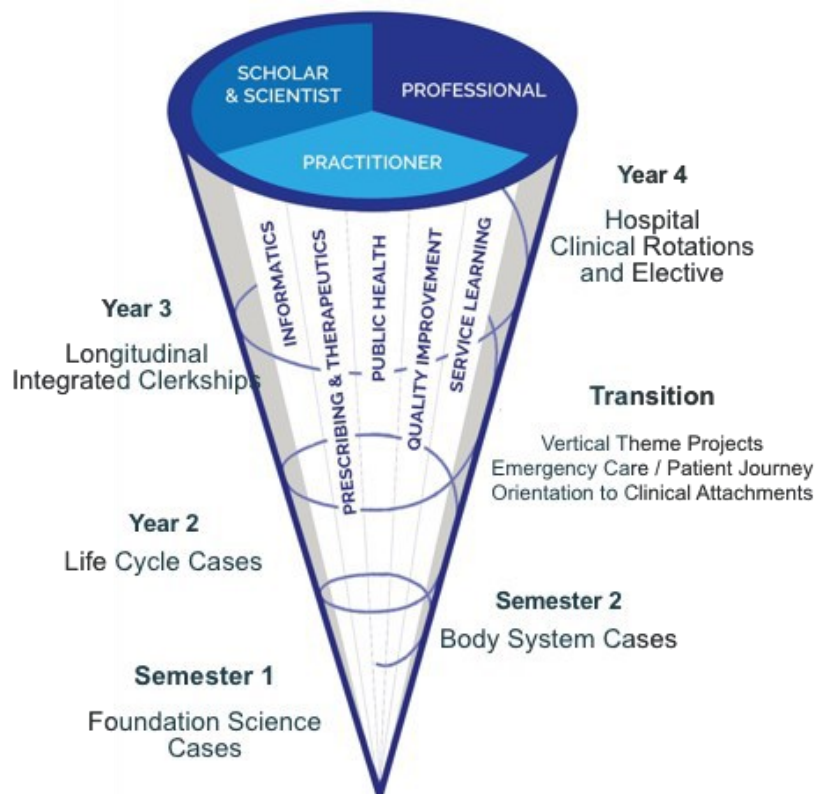 SCHOLAR
& SCIENTIST
PROFESSIONAL
PRACTITIONER
INFORMATICS
PRESCRIBING & THERAPEUTICS
PUBLIC HEALTH
QUALITY IMPROVEMENT
SERVICE LEARNING
Year 4
Hospital
Clinical Rotations
and Elective
Year 3
Longitudinal
Integrated Clerkships
Transition
Vertical Theme Projects
Emergency Care / Patient Journey
Orientation to Clinical Attachments
Year 2
Life Cycle Cases
Semester 2
Body System Cases
Semester 1
Foundation Science
Cases